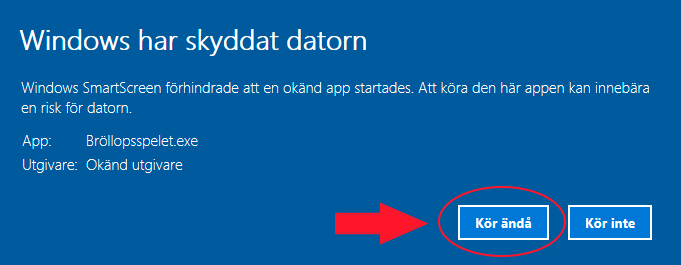 Windows har skyddat datorn
Windows SmartScreen förhindrade att en okänd app startades. Att köra den här appen kan innebära
en risk för datorn.
App: Bröllopsspelet.exe
Utgivare: Okänd utgivare
Kör ändå Kör inte